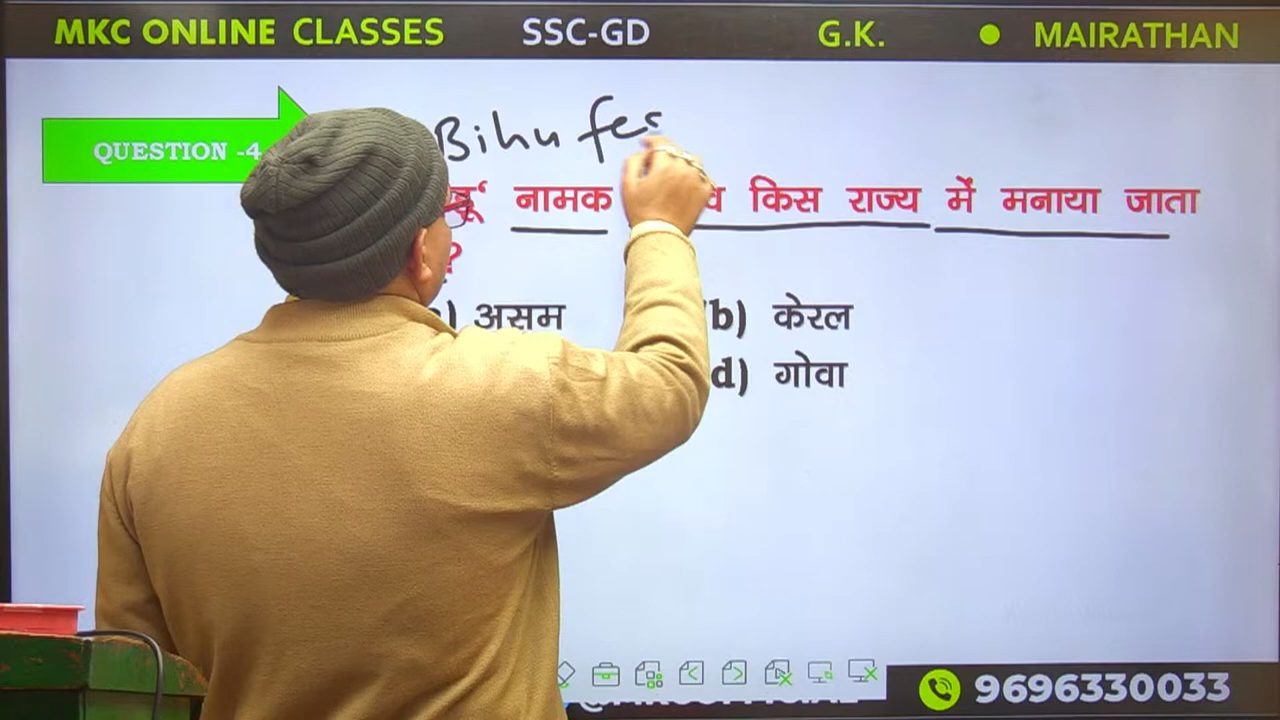 MKC ONLINE CLASSES SSC-GD G.K. MAIRATHAN
QUESTION -4
Bihu fes
नामक किस राज्य में मनाया जाता
?
असम (b) केरल
d) गोवा
9696330033